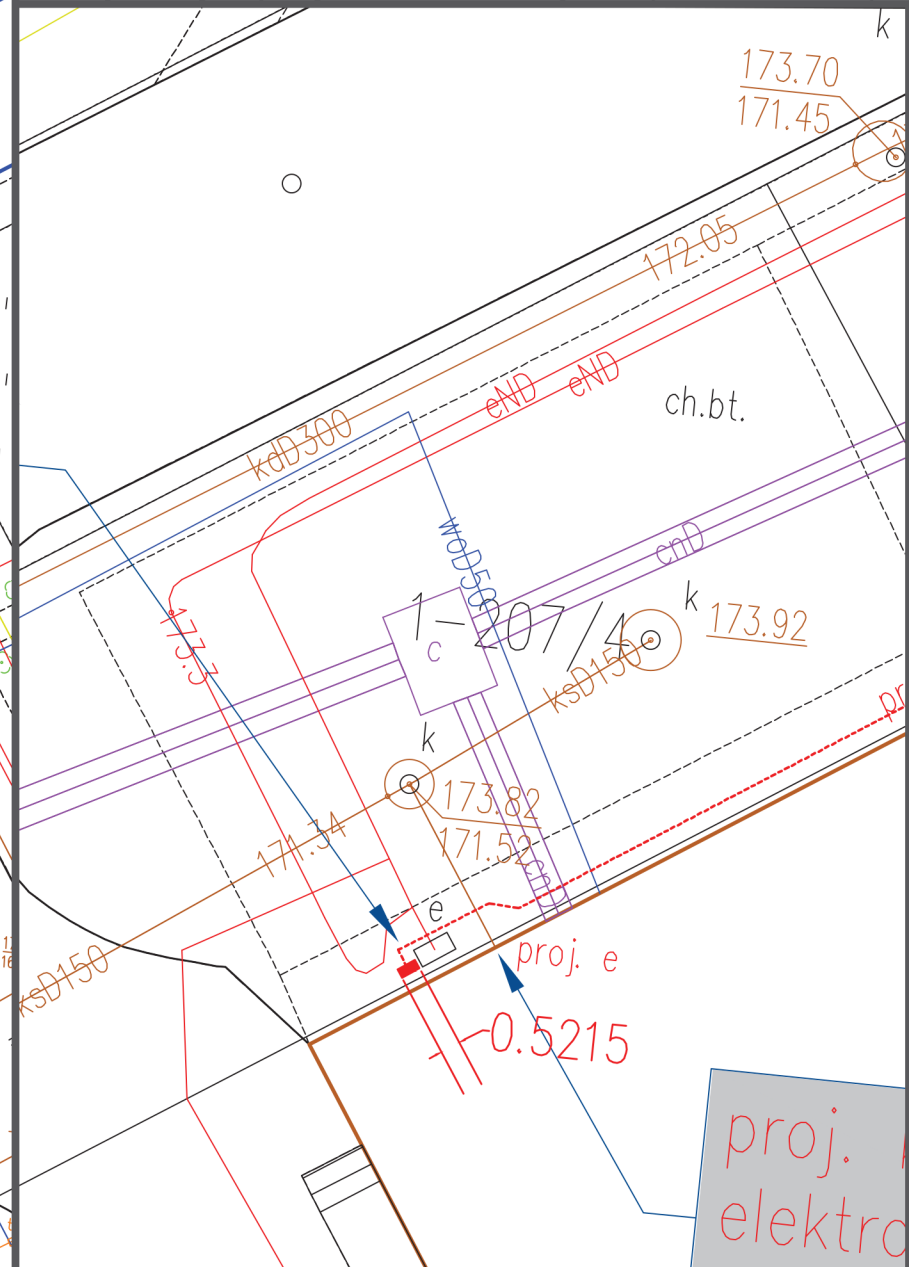 k
173.70
171.45
172.05
eND
eND
ch.bt.
kdD300
woD50
cnD
1-207/4
k
173.92
c
ksD150
173.3
k
173.82
171.52
171.34
cnD
e
proj. e
ksD150
0.5215
proj.
elektro